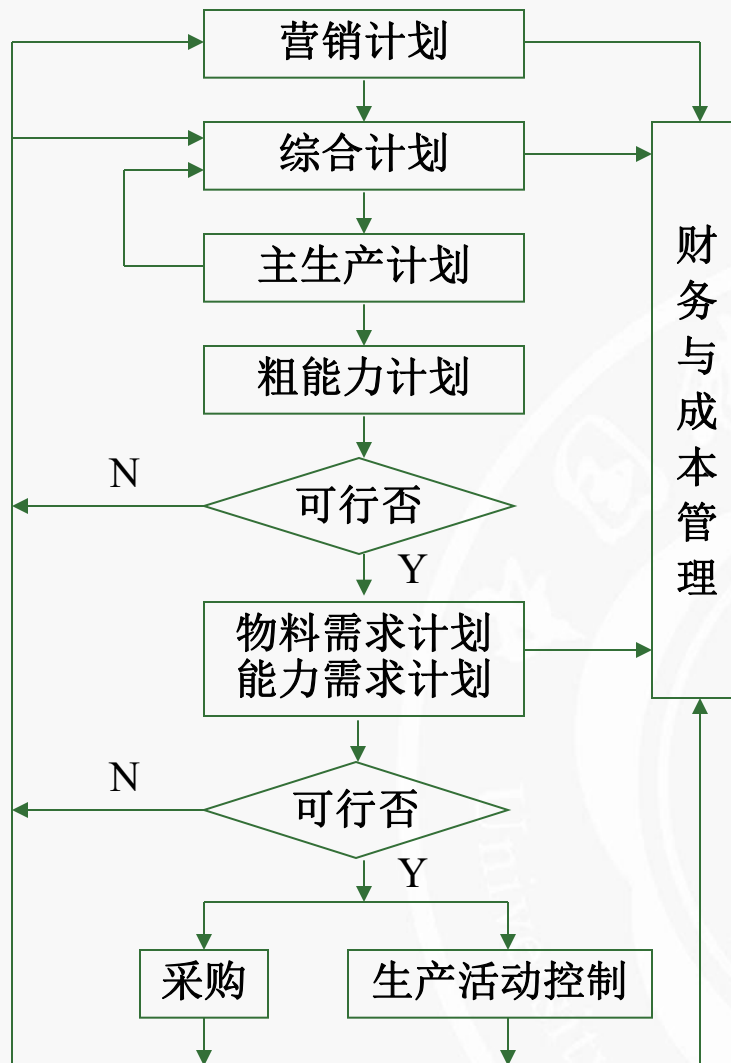 营销计划
综合计划
主生产计划
粗能力计划
N
可行否
Y
物料需求计划
能力需求计划
N
可行否
Y
采购
生产活动控制
财
务
与
成
本
管
理